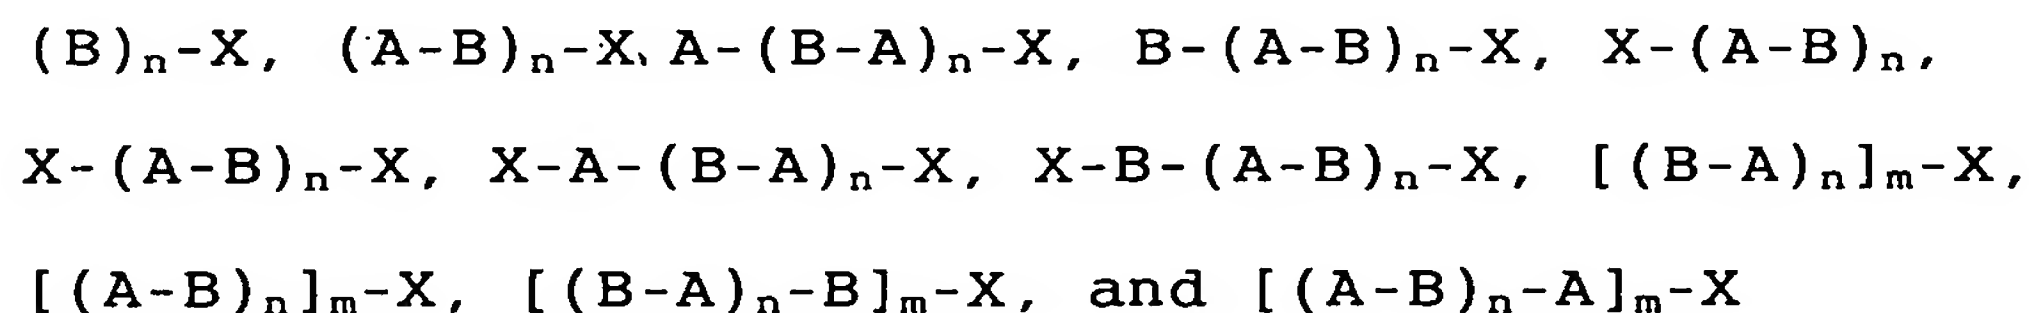 (B)n-X, (A-B)n-X, A-(B-A)n-X, B-(A-B)n-X, X-(A-B)n,
X-(A-B)n-X, X-A-(B-A)n-X, X-B-(A-B)n-X, [(B-A)n]m-X,
[(A-B)n]m-X, [(B-A)n-B]m-X, and [(A-B)n-A]m-X